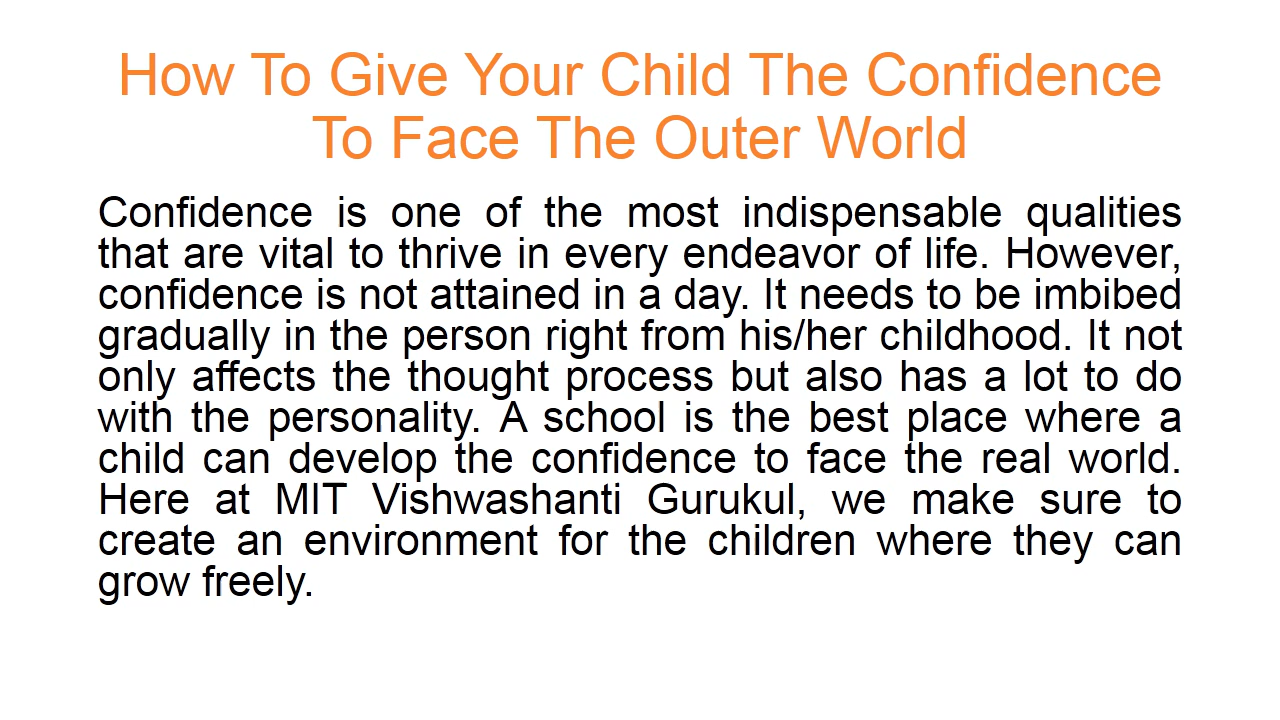 How To Give Your Child The Confidence
To Face The Outer World
Confidence is one of the most indispensable qualities
that are vital to thrive in every endeavor of life. However,
confidence is not attained in a day. It needs to be imbibed
gradually in the person right from his/her childhood. It not
only affects the thought process but also has a lot to do
with the personality. A school is the best place where a
child can develop the confidence to face the real world.
Here at MIT Vishwashanti Gurukul, we make sure to
create an environment for the children where they can
grow freely.